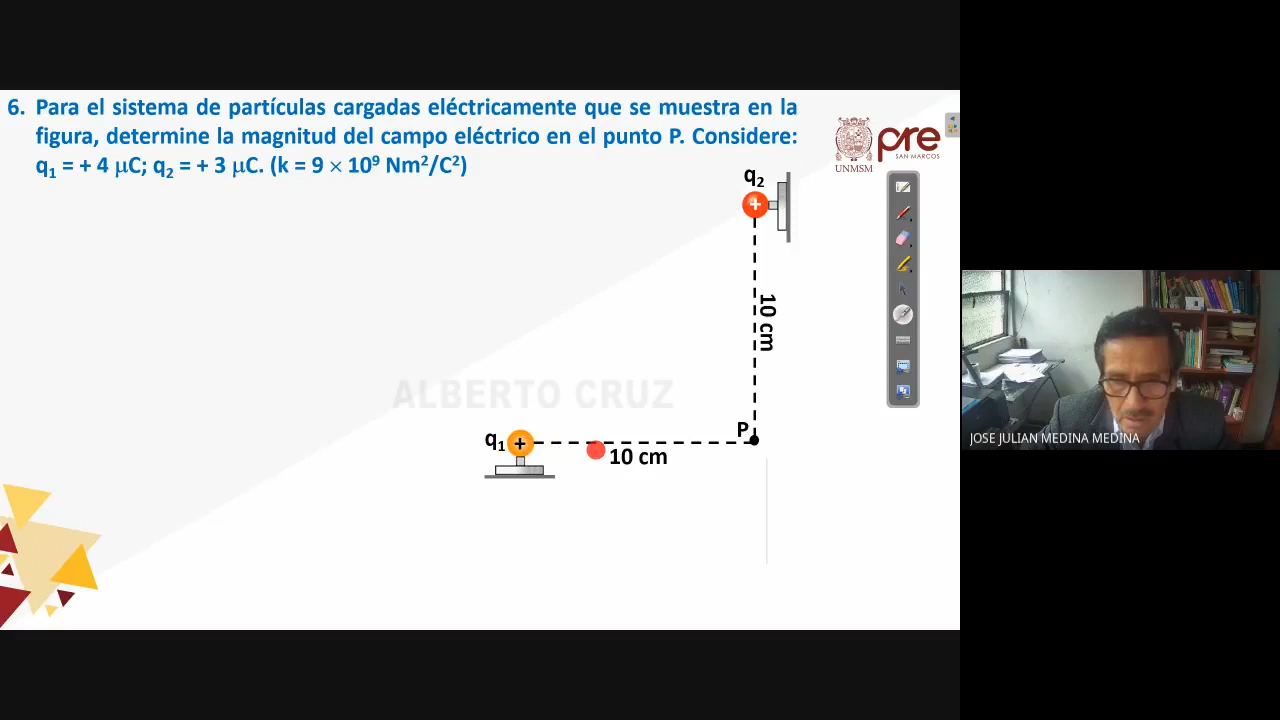 6. Para el sistema de partículas cargadas eléctricamente que se muestra en la
figura, determine la magnitud del campo eléctrico en el punto P. Considere:
q₁ = + 4 μC; q₂ = + 3 μC. (k = 9 × 10⁹ Nm²/C²)
UNMSM
pre
SAN MARCOS
q₂
+
10 cm
ALBERTO CRUZ
P
q₁
+
10 cm
JOSE JULIAN MEDINA MEDINA